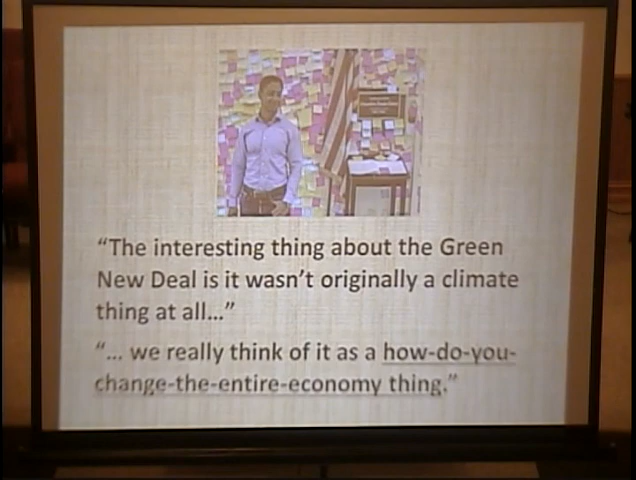 “The interesting thing about the Green
New Deal is it wasn’t originally a climate
thing at all...”
“... we really think of it as a how-do-you-
change-the-entire-economy thing.”